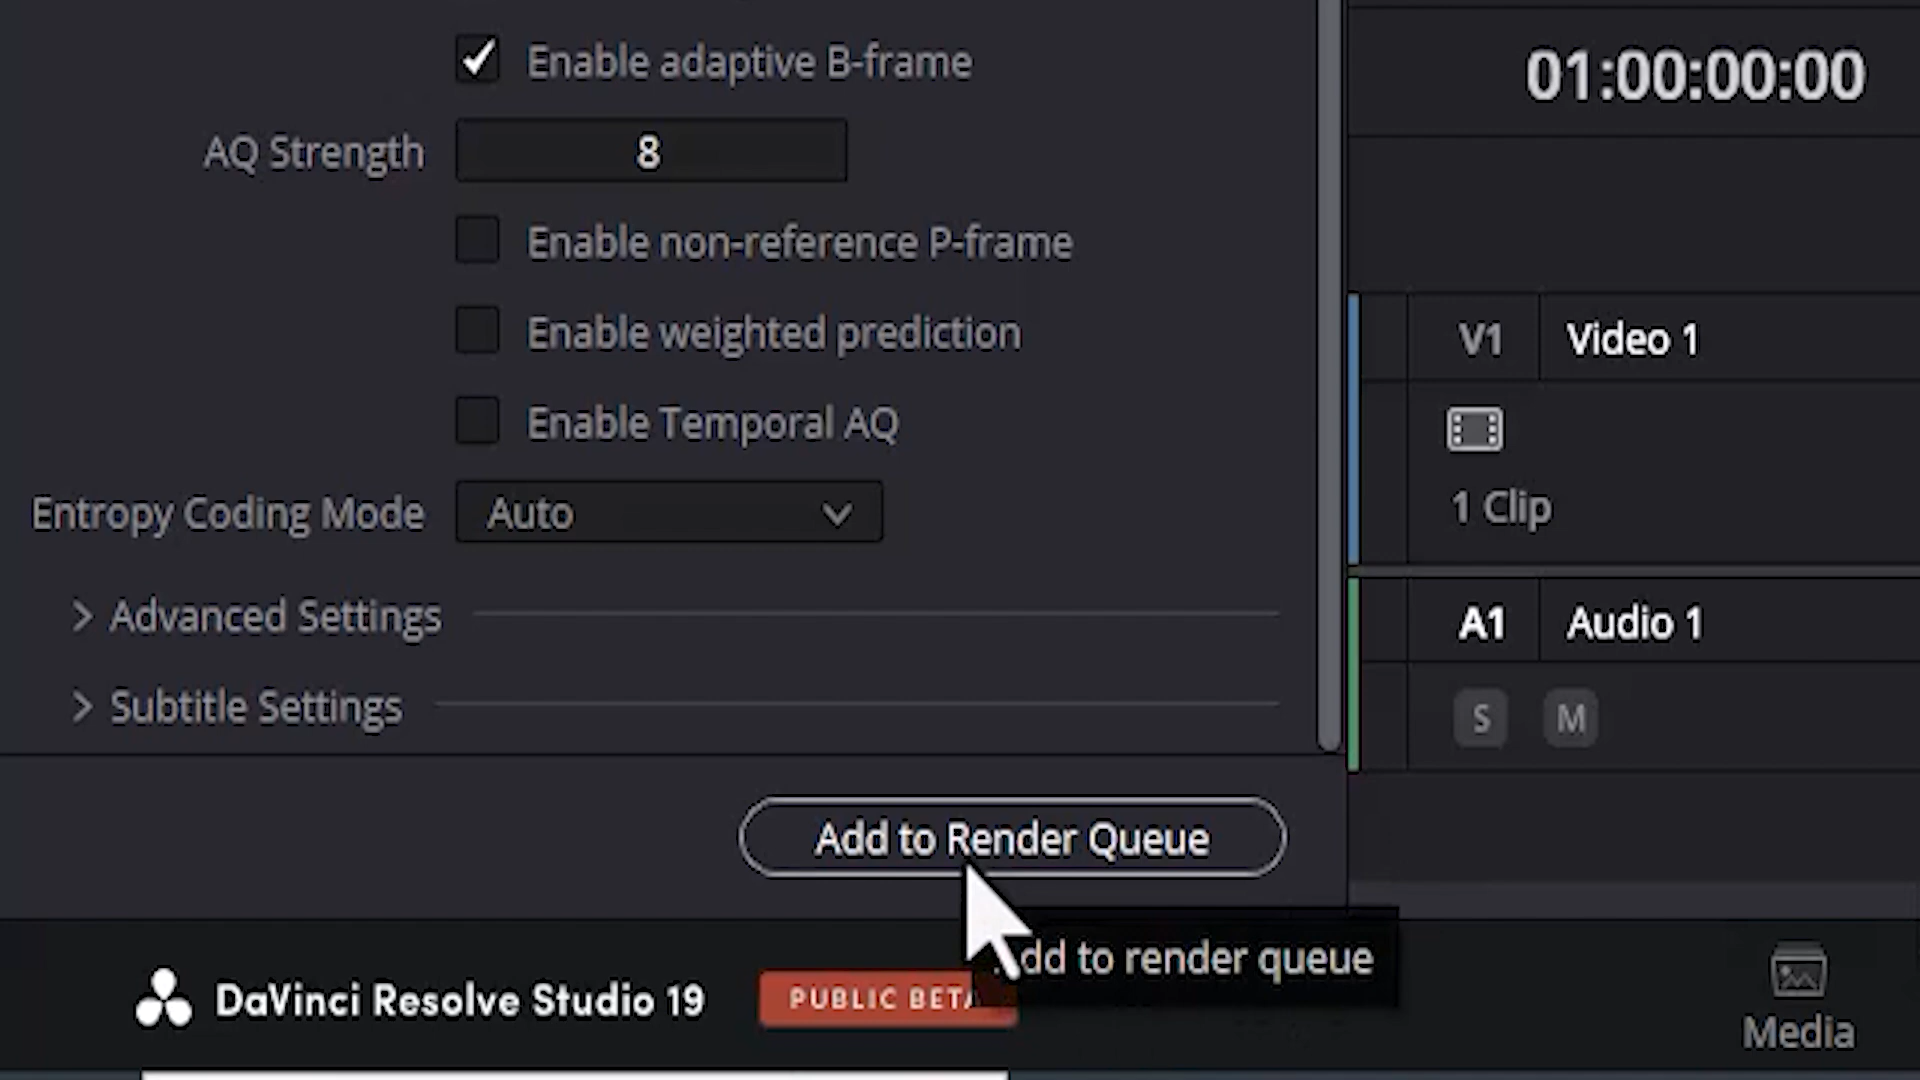 Enable adaptive B-frame
AQ Strength
8
Enable non-reference P-frame
Enable weighted prediction
Enable Temporal AQ
Entropy Coding Mode
Auto
Advanced Settings
Subtitle Settings
Add to Render Queue
dd to render queue
DaVinci Resolve Studio 19
PUBLIC BETA
01:00:00:00
V1
Video 1
1 Clip
A1
Audio 1
S
M
Media